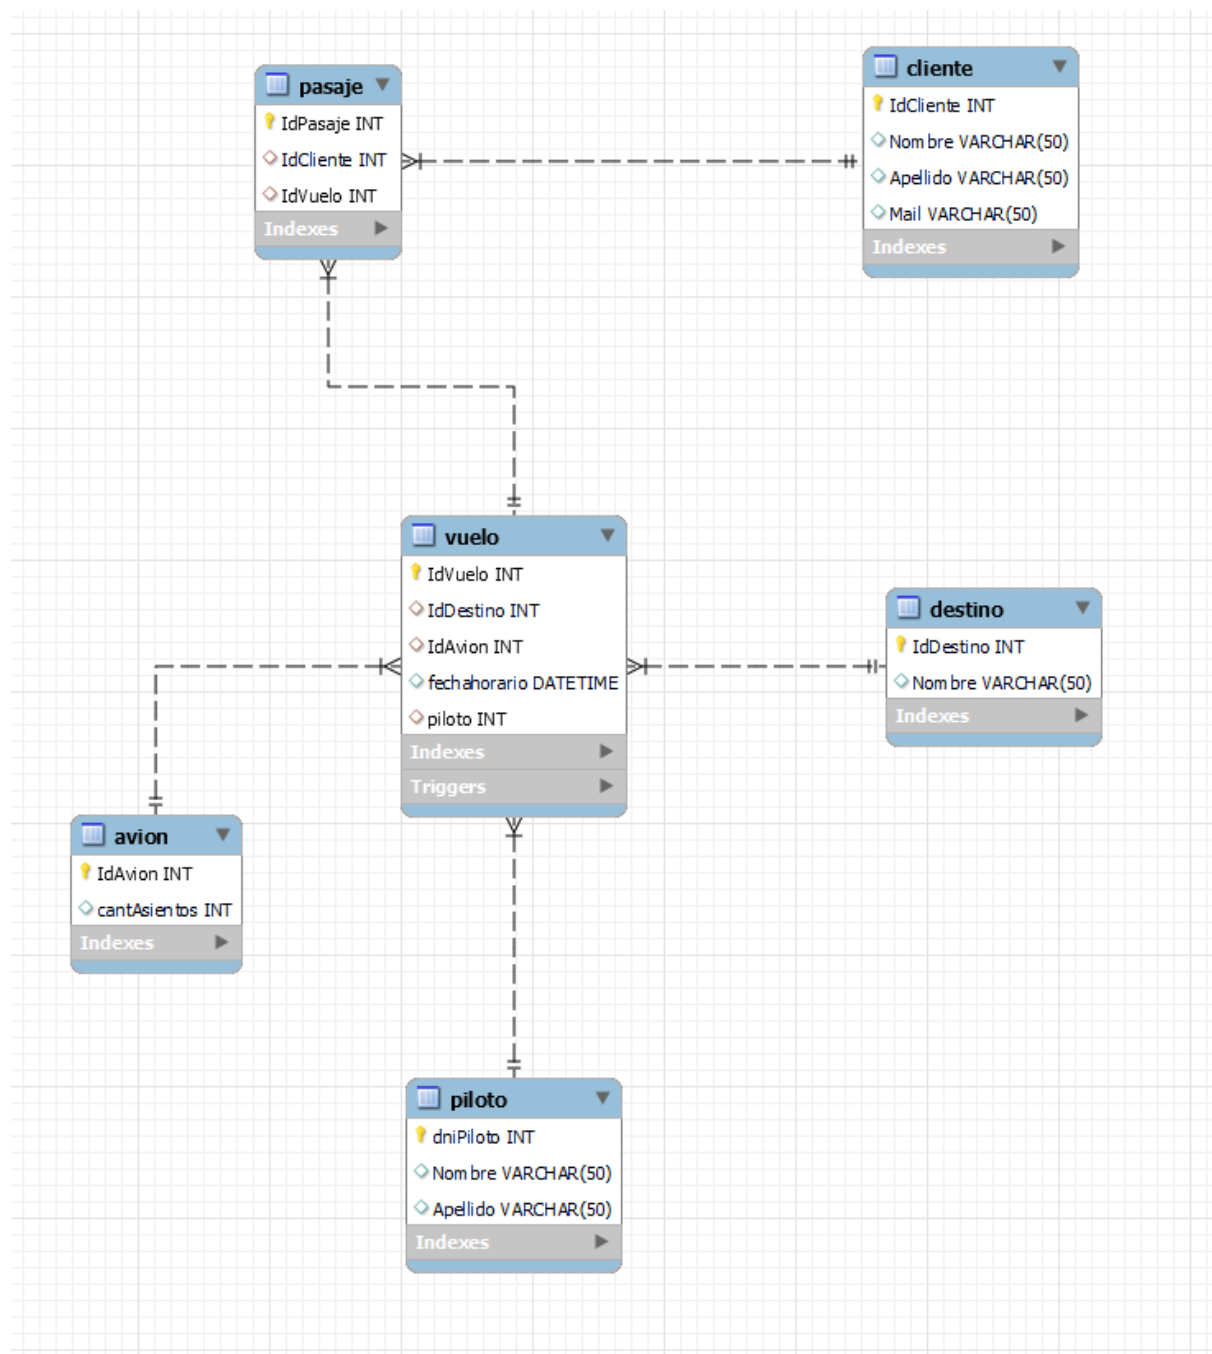 pasaje
IdPasaje INT
IdCliente INT
IdVuelo INT
Indexes
cliente
IdCliente INT
Nombre VARCHAR(50)
Apellido VARCHAR(50)
Mail VARCHAR(50)
Indexes
vuelo
IdVuelo INT
IdDestino INT
IdAvion INT
fechahorario DATETIME
piloto INT
Indexes
Triggers
destino
IdDestino INT
Nombre VARCHAR(50)
Indexes
avion
IdAvion INT
cantAsientos INT
Indexes
piloto
dniPiloto INT
Nombre VARCHAR(50)
Apellido VARCHAR(50)
Indexes